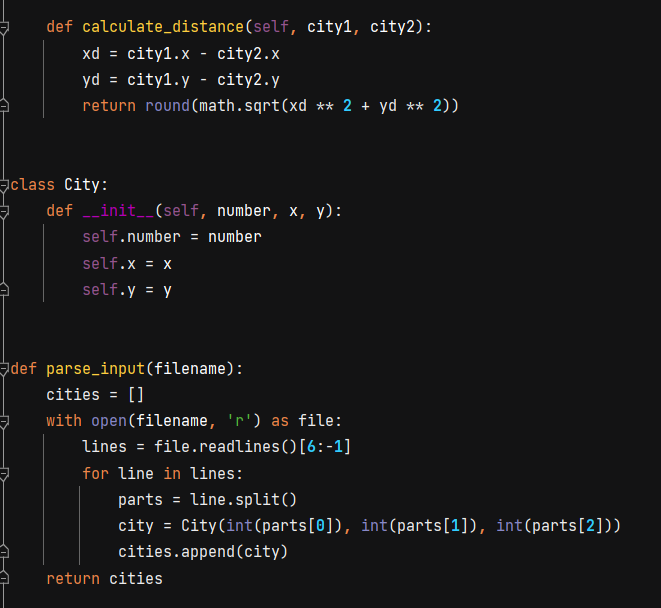 def calculate_distance(self, city1, city2):
xd = city1.x - city2.x
yd = city1.y - city2.y
return round(math.sqrt(xd ** 2 + yd ** 2))
class City:
def __init__(self, number, x, y):
self.number = number
self.x = x
self.y = y
def parse_input(filename):
cities = []
with open(filename, 'r') as file:
lines = file.readlines()[6:-1]
for line in lines:
parts = line.split()
city = City(int(parts[0]), int(parts[1]), int(parts[2]))
cities.append(city)
return cities